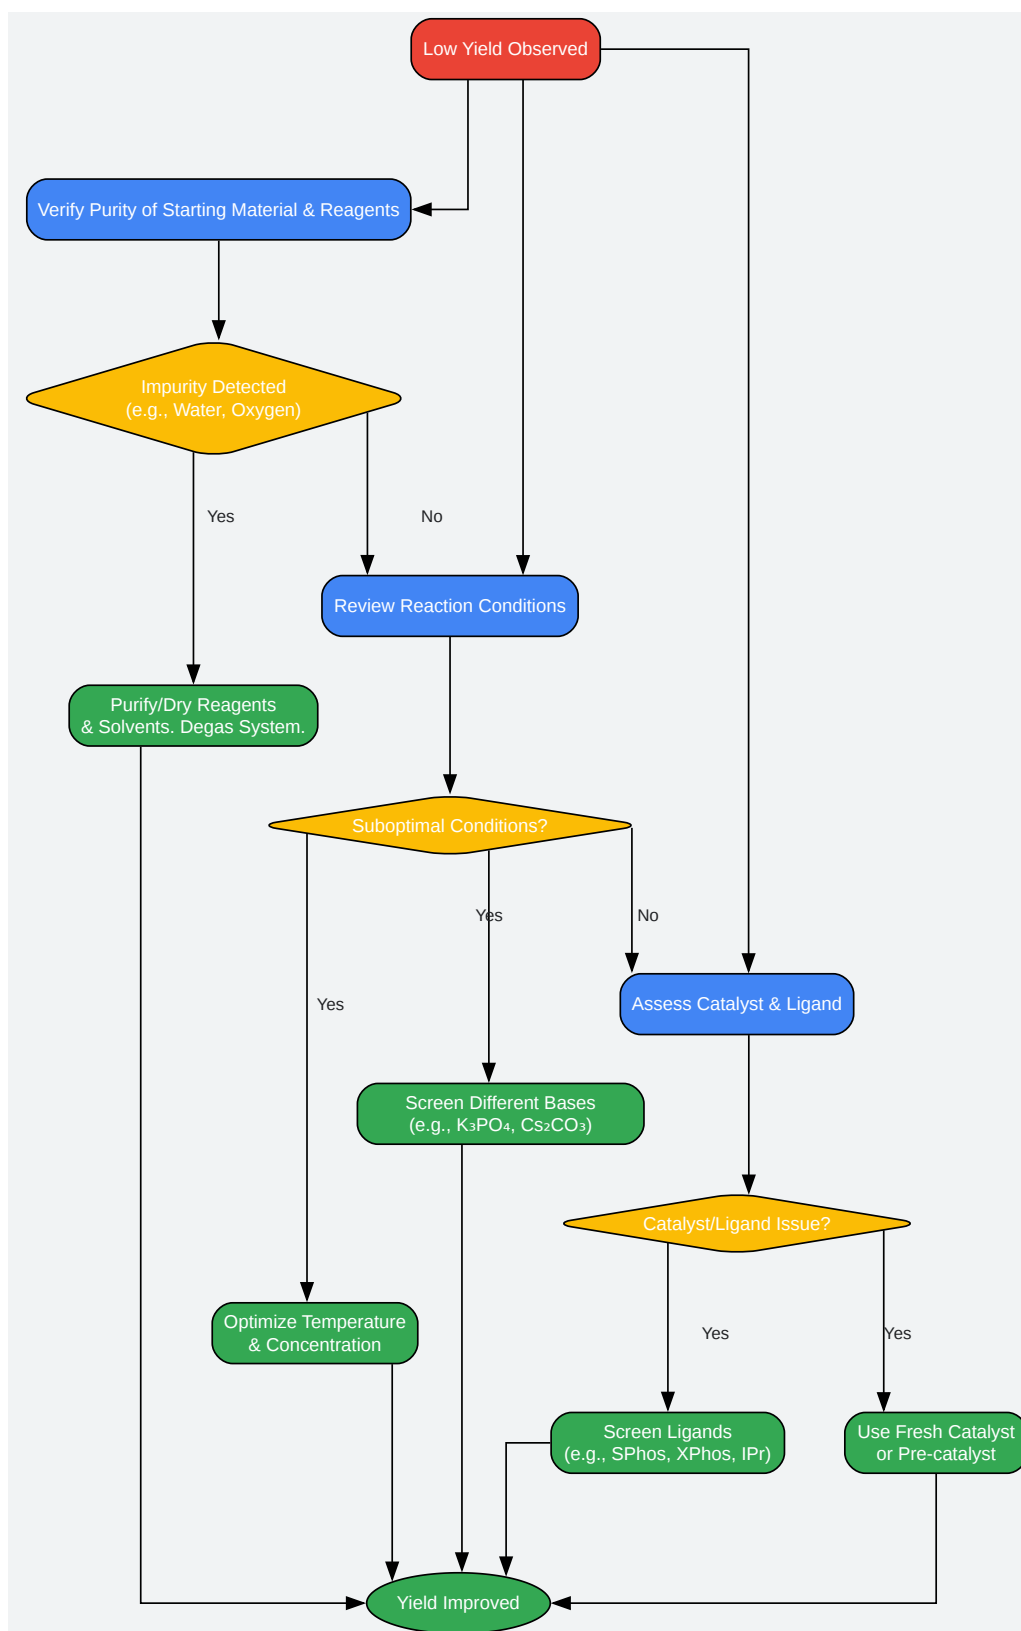 Low Yield Observed
Verify Purity of Starting Material & Reagents
Impurity Detected
(e.g., Water, Oxygen)
Yes
No
Review Reaction Conditions
Purify/Dry Reagents
& Solvents. Degas System.
Suboptimal Conditions?
Yes
No
Yes
Assess Catalyst & Ligand
Screen Different Bases
(e.g., K₃PO₄, Cs₂CO₃)
Catalyst/Ligand Issue?
Optimize Temperature
& Concentration
Yes
Yes
Screen Ligands
(e.g., SPhos, XPhos, IPr)
Use Fresh Catalyst
or Pre-catalyst
Yield Improved